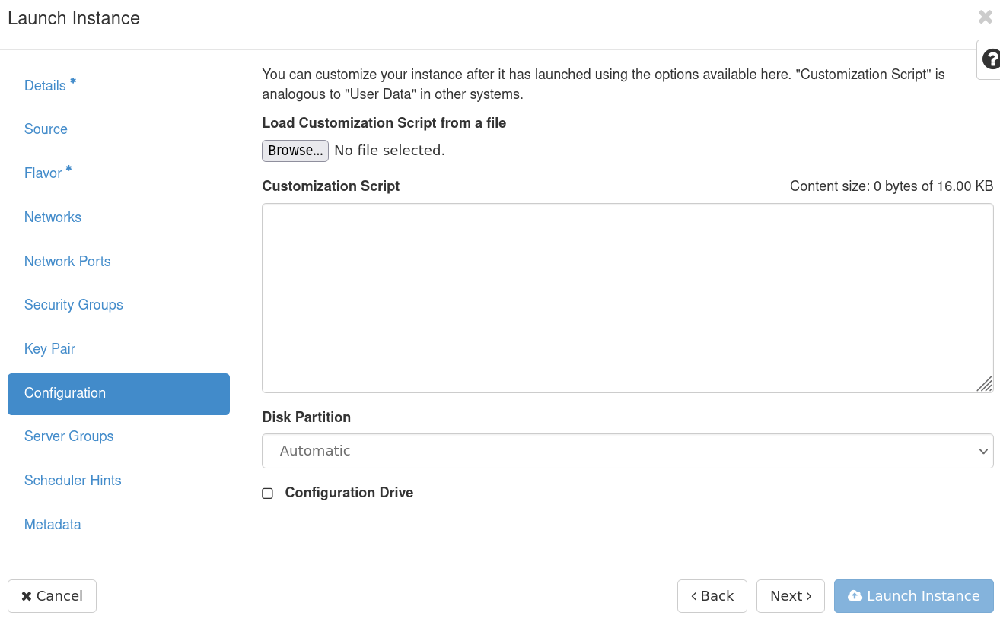 Launch Instance
Details *
Source
Flavor *
Networks
Network Ports
Security Groups
Key Pair
Configuration
Server Groups
Scheduler Hints
Metadata
You can customize your instance after it has launched using the options available here. "Customization Script" is
analogous to "User Data" in other systems.
Load Customization Script from a file
Browse... No file selected.
Customization Script Content size: 0 bytes of 16.00 KB
Disk Partition
Automatic
Configuration Drive
Cancel
Back
Next
Launch Instance